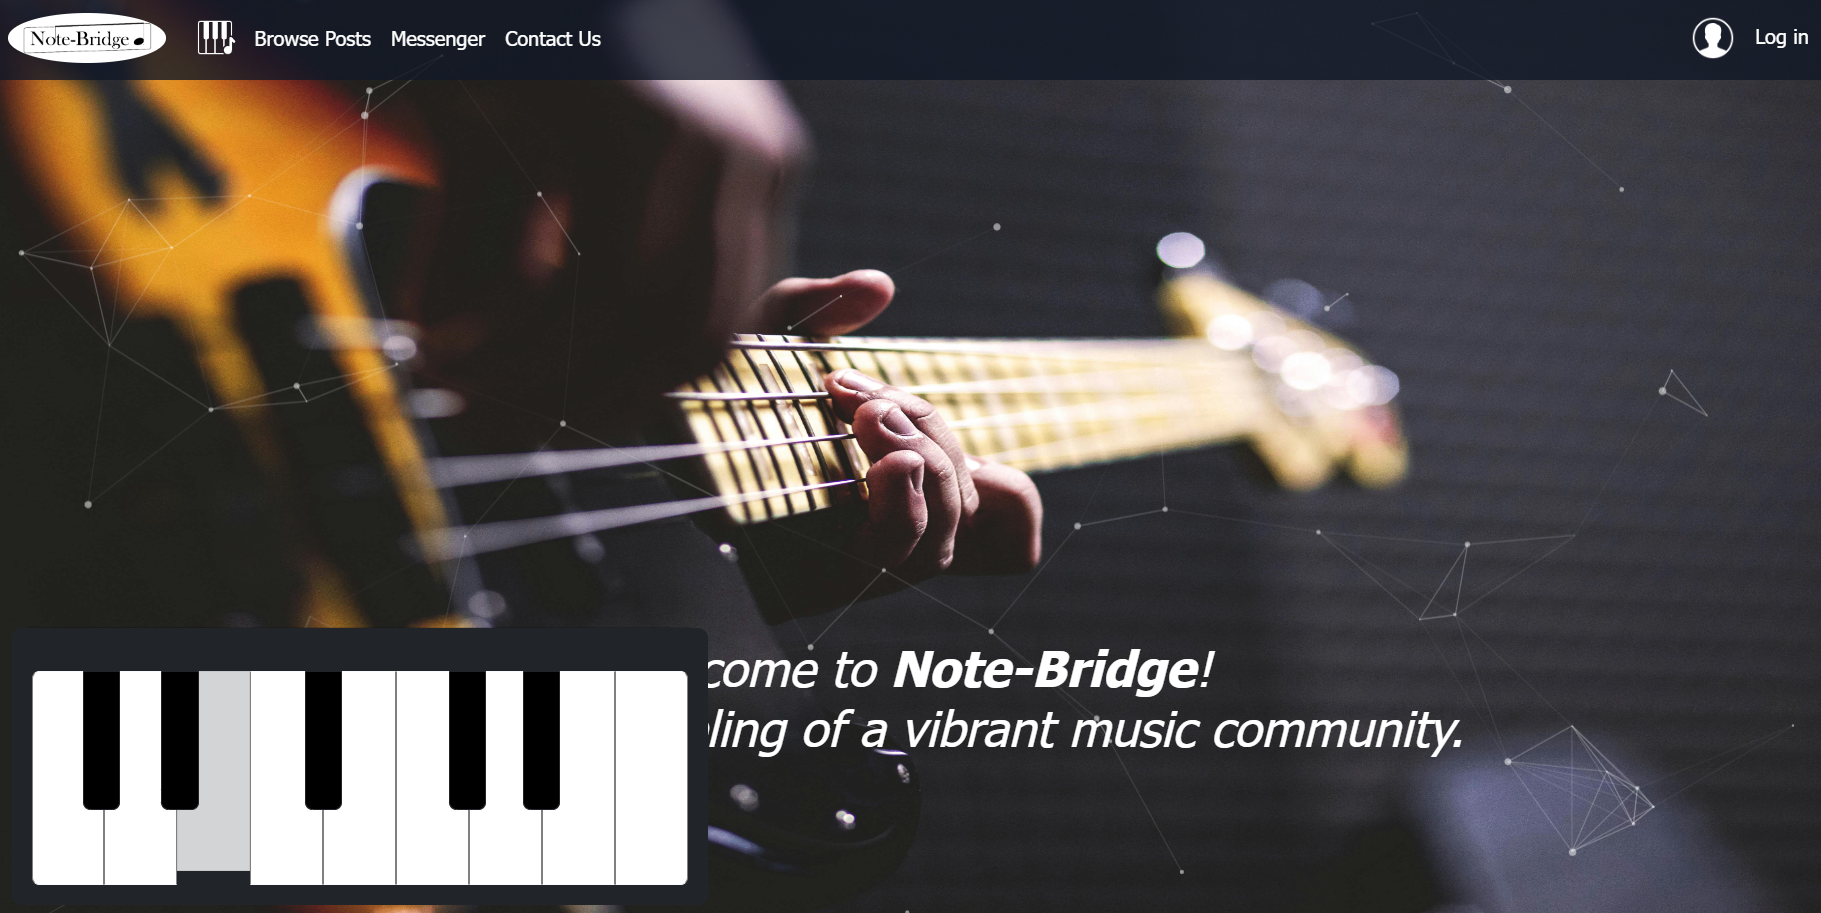 Note-Bridge
Browse Posts
Messenger
Contact Us
Log in
come to Note-Bridge!
ling of a vibrant music community.